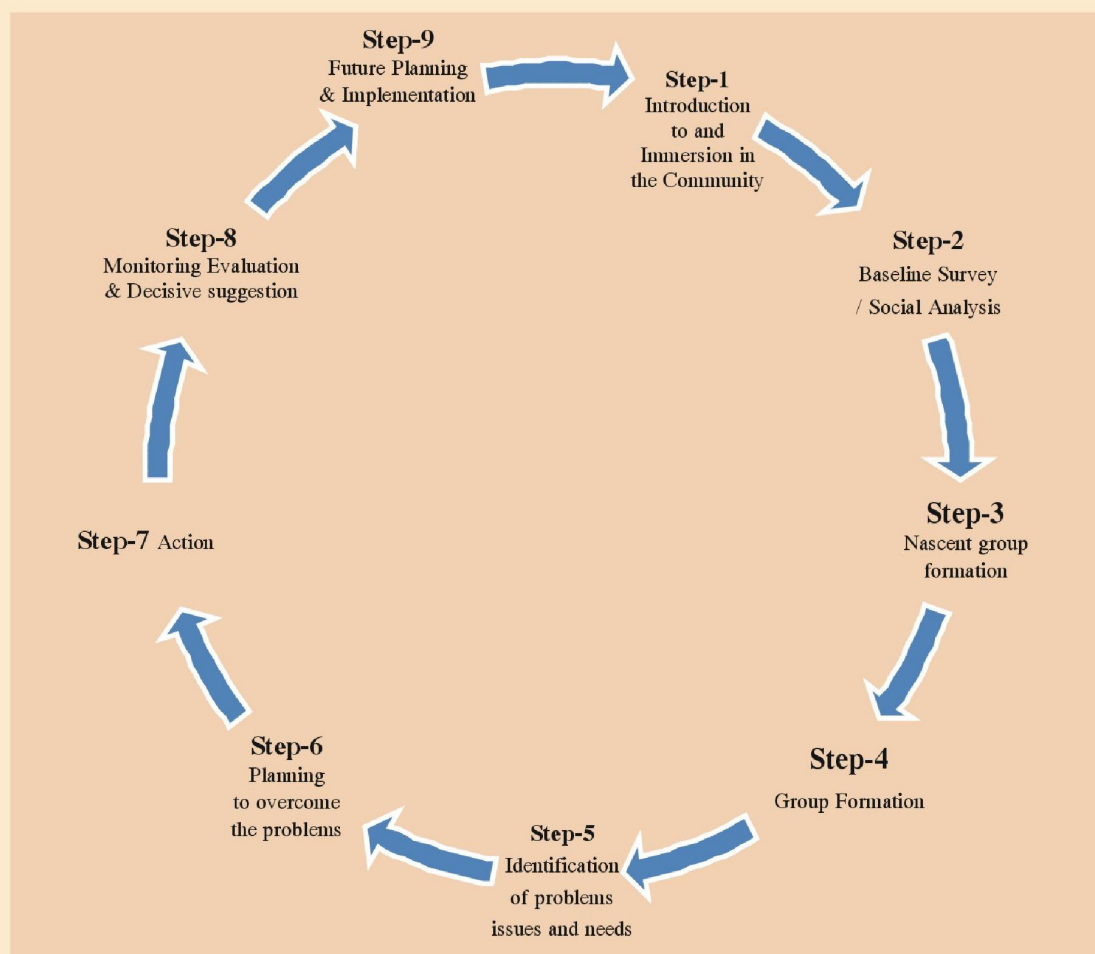 Step-9
Future Planning
& Implementation
Step-1
Introduction
to and
Immersion in
the Community
Step-2
Baseline Survey
/ Social Analysis
Step-3
Nascent group
formation
Step-4
Group Formation
Step-5
Identification
of problems
issues and needs
Step-6
Planning
to overcome
the problems
Step-7 Action
Step-8
Monitoring Evaluation
& Decisive suggestion